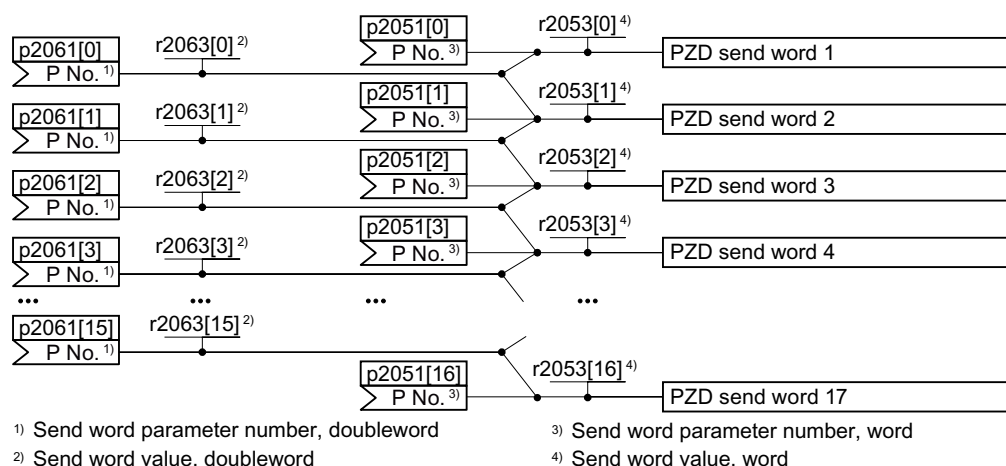 p2051[0] r2053[0] 4)
p2061[0] r2063[0] 2) P No. 3) PZD send word 1
P No. 1)
p2051[1] r2053[1] 4)
p2061[1] r2063[1] 2) P No. 3) PZD send word 2
P No. 1)
p2051[2] r2053[2] 4)
p2061[2] r2063[2] 2) P No. 3) PZD send word 3
P No. 1)
p2051[3] r2053[3] 4)
p2061[3] r2063[3] 2) P No. 3) PZD send word 4
P No. 1)
... ... ... ...
p2061[15] r2063[15] 2)
P No. 1)
p2051[16] r2053[16] 4)
P No. 3) PZD send word 17
1) Send word parameter number, doubleword 3) Send word parameter number, word
2) Send word value, doubleword 4) Send word value, word